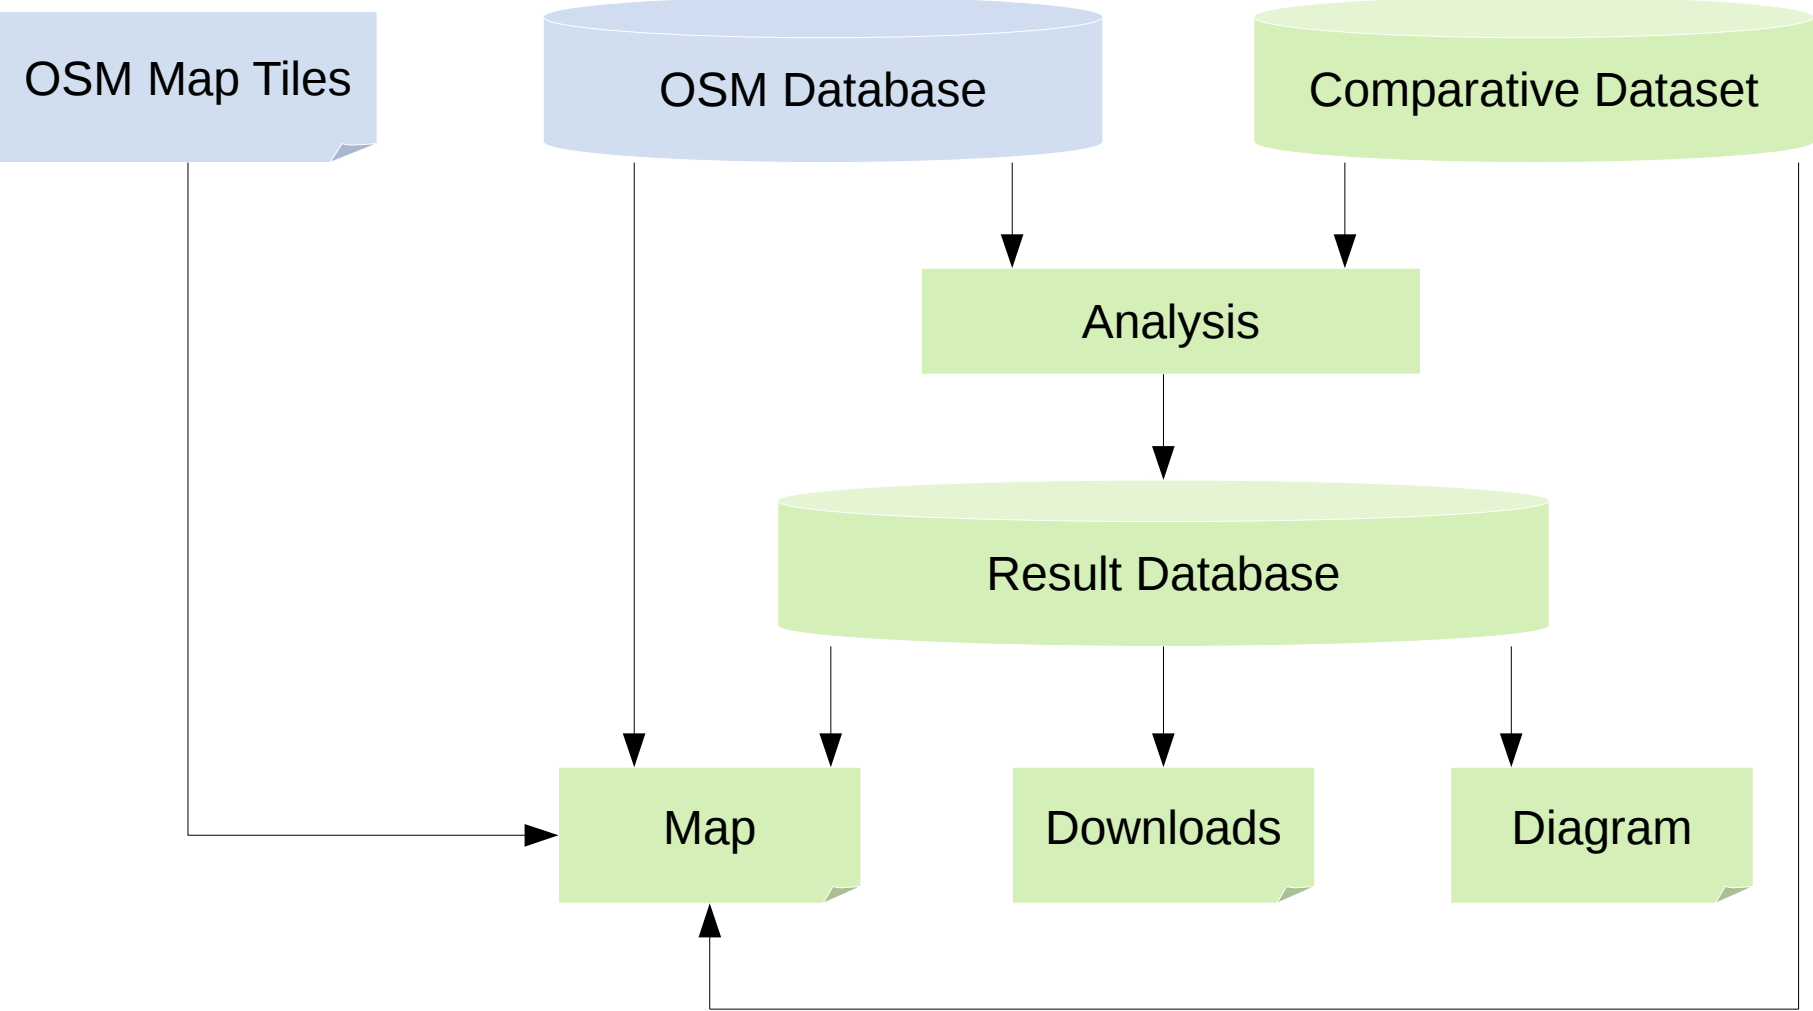 OSM Map Tiles
OSM Database
Comparative Dataset
Analysis
Result Database
Map
Downloads
Diagram